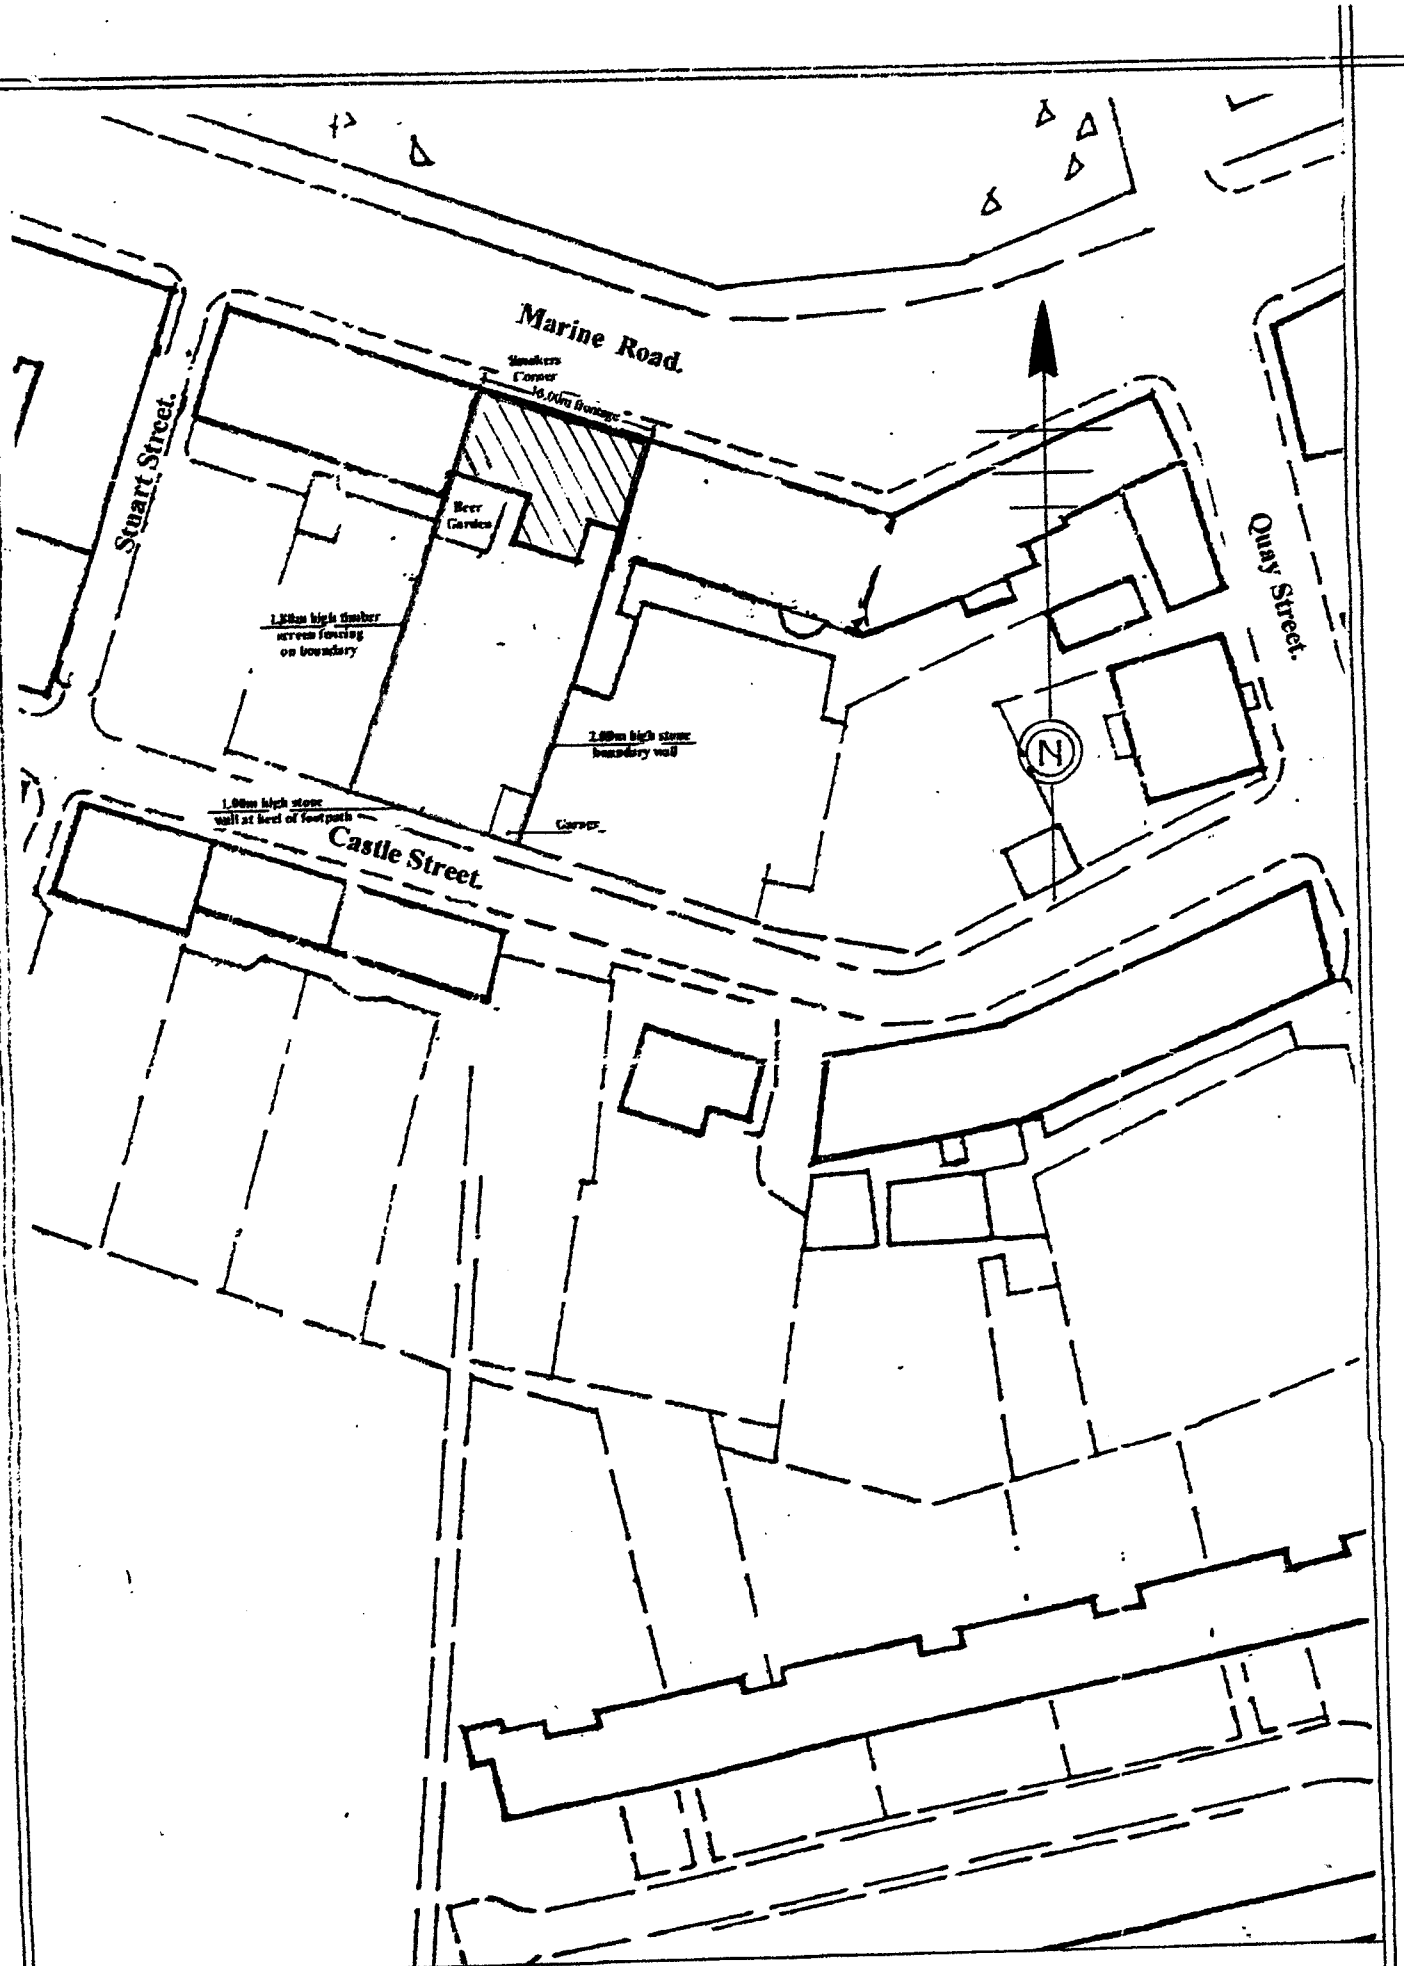 Marine Road.
Smokers
Corner
16.00m frontage
Stuart Street.
Beer
Garden
Quay Street.
1.80m high timber
screen fencing
on boundary
2.00m high stone
boundary wall
N
1.00m high stone
wall at heel of footpath
Castle Street.